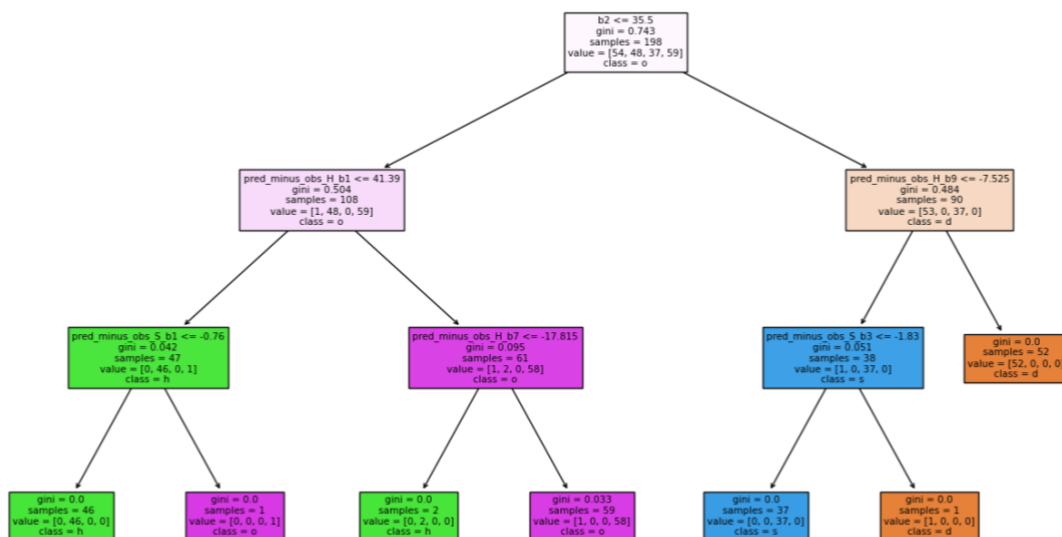 b2 <= 35.5
gini = 0.743
samples = 198
value = [54, 48, 37, 59]
class = o
pred_minus_obs_H_b1 <= 41.39
gini = 0.504
samples = 108
value = [1, 48, 0, 59]
class = o
pred_minus_obs_H_b9 <= -7.525
gini = 0.484
samples = 90
value = [53, 0, 37, 0]
class = d
pred_minus_obs_S_b1 <= -0.76
gini = 0.042
samples = 47
value = [0, 46, 0, 1]
class = h
pred_minus_obs_H_b7 <= -17.815
gini = 0.095
samples = 61
value = [1, 2, 0, 58]
class = o
pred_minus_obs_S_b3 <= -1.83
gini = 0.051
samples = 38
value = [1, 0, 37, 0]
class = s
gini = 0.0
samples = 52
value = [52, 0, 0, 0]
class = d
gini = 0.0
samples = 46
value = [0, 46, 0, 0]
class = h
gini = 0.0
samples = 1
value = [0, 0, 0, 1]
class = o
gini = 0.0
samples = 2
value = [0, 2, 0, 0]
class = h
gini = 0.033
samples = 59
value = [1, 0, 0, 58]
class = o
gini = 0.0
samples = 37
value = [0, 0, 37, 0]
class = s
gini = 0.0
samples = 1
value = [1, 0, 0, 0]
class = d